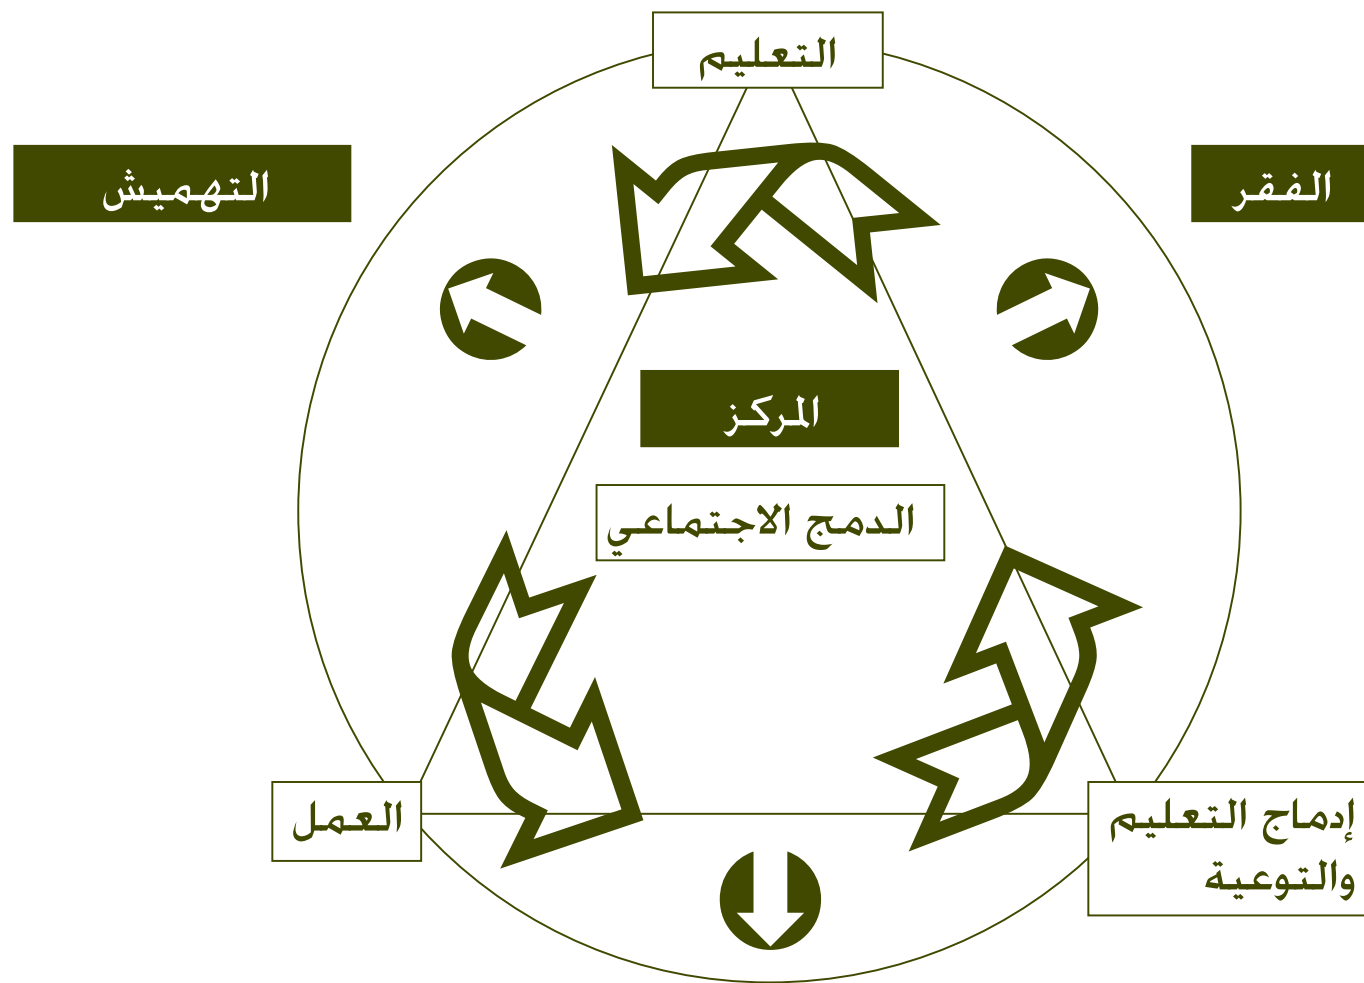 التعليم
الفقر
التهميش
المركز
الدمج الاجتماعي
العمل
إدماج التعليم
والتوعية